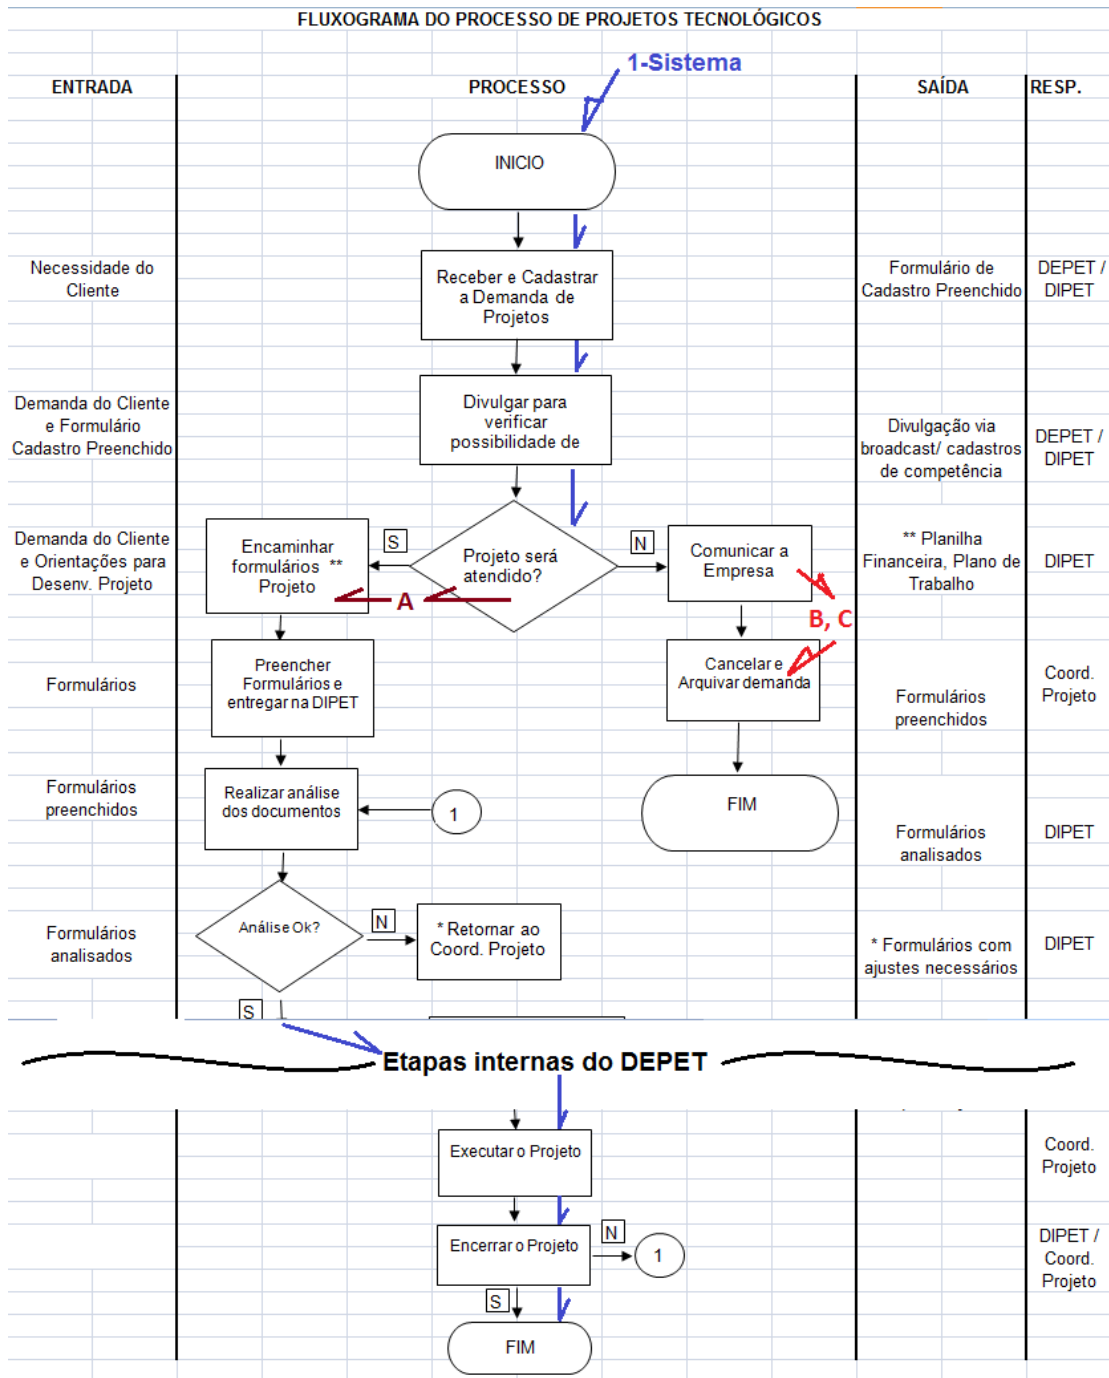 FLUXOGRAMA DO PROCESSO DE PROJETOS TECNOLÓGICOS
1-Sistema
ENTRADA
PROCESSO
SAÍDA
RESP.
INICIO
Necessidade do
Cliente
Receber e Cadastrar
a Demanda de
Projetos
Formulário de
Cadastro Preenchido
DEPET /
DIPET
Demanda do Cliente
e Formulário
Cadastro Preenchido
Divulgar para
verificar
possibilidade de
Divulgação via
broadcast/ cadastros
de competência
DEPET /
DIPET
Demanda do Cliente
e Orientações para
Desenv. Projeto
Encaminhar
formulários **
Projeto
S
Projeto será
atendido?
N
Comunicar a
Empresa
** Planilha
Financeira, Plano de
Trabalho
DIPET
A
B, C
Formulários
Preencher
Formulários e
entregar na DIPET
Cancelar e
Arquivar demanda
Formulários
preenchidos
Coord.
Projeto
Formulários
preenchidos
Realizar análise
dos documentos
1
FIM
Formulários
analisados
DIPET
Formulários
analisados
Análise Ok?
N
* Retornar ao
Coord. Projeto
* Formulários com
ajustes necessários
DIPET
S
Etapas internas do DEPET
Executar o Projeto
Coord.
Projeto
Encerrar o Projeto
N
1
DIPET /
Coord.
Projeto
S
FIM